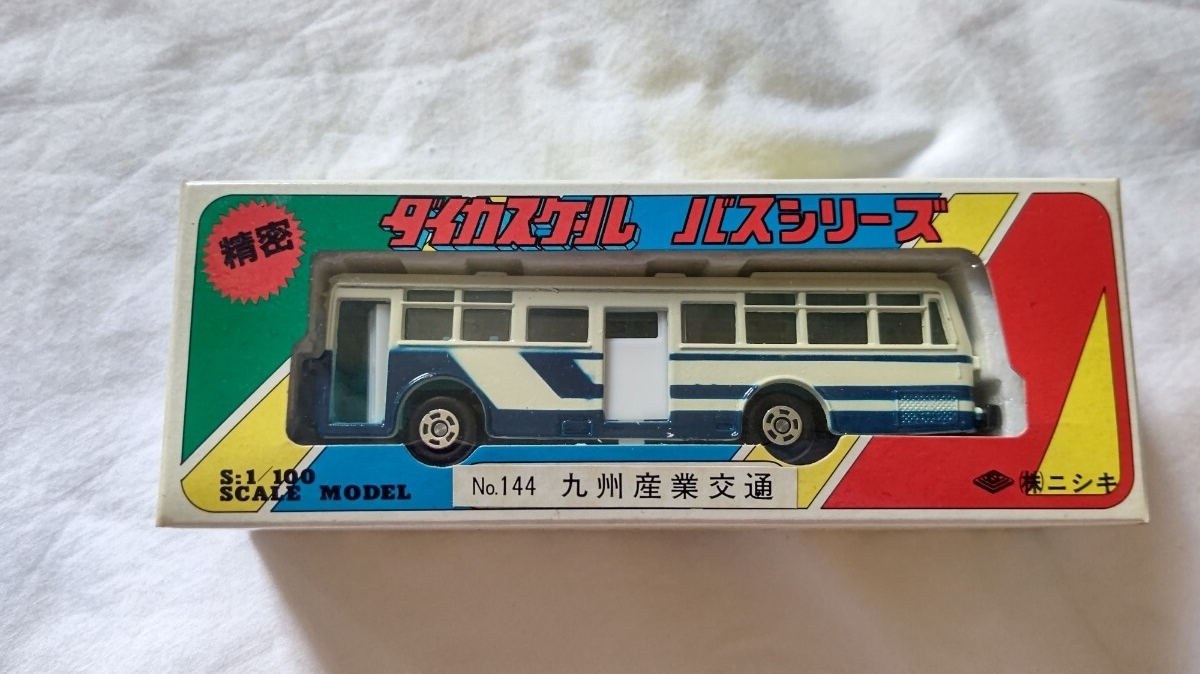 精密
ダイカスケール バスシリーズ
S:1/100
SCALE MODEL
No.144 九州産業交通
㈱ニシキ